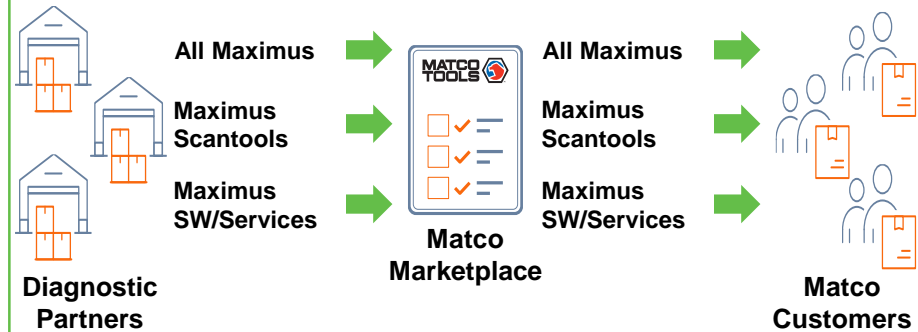 All Maximus
Maximus
Scantools
Maximus
SW/Services
Diagnostic
Partners
MATCO
TOOLS
Matco
Marketplace
All Maximus
Maximus
Scantools
Maximus
SW/Services
Matco
Customers